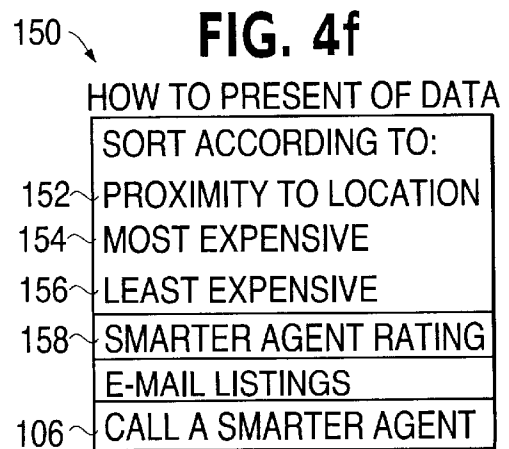 150 FIG. 4f
HOW TO PRESENT OF DATA
SORT ACCORDING TO:
152 PROXIMITY TO LOCATION
154 MOST EXPENSIVE
156 LEAST EXPENSIVE
158 SMARTER AGENT RATING
E-MAIL LISTINGS
106 CALL A SMARTER AGENT